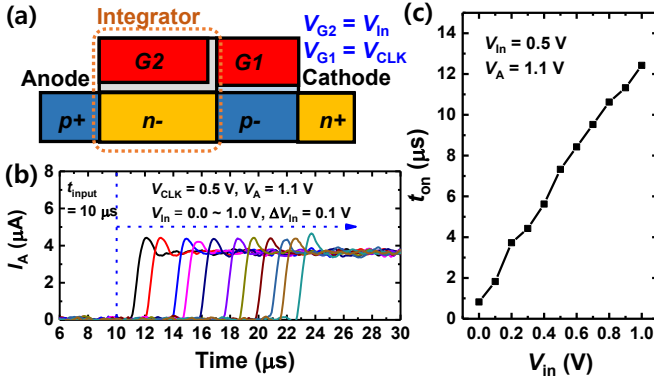 (a)
Integrator
V_G2 = V_In
V_G1 = V_CLK
G2
G1
Anode
Cathode
p+
n-
p-
n+
(b)
t_input = 10 µs
V_CLK = 0.5 V, V_A = 1.1 V
V_In = 0.0 ~ 1.0 V, ΔV_In = 0.1 V
I_A (µA)
8
6
4
2
0
6 8 10 12 14 16 18 20 22 24 26 28 30
Time (µs)
(c)
V_In = 0.5 V
V_A = 1.1 V
t_on (µs)
14
12
10
8
6
4
2
0
0.0 0.2 0.4 0.6 0.8 1.0
V_in (V)